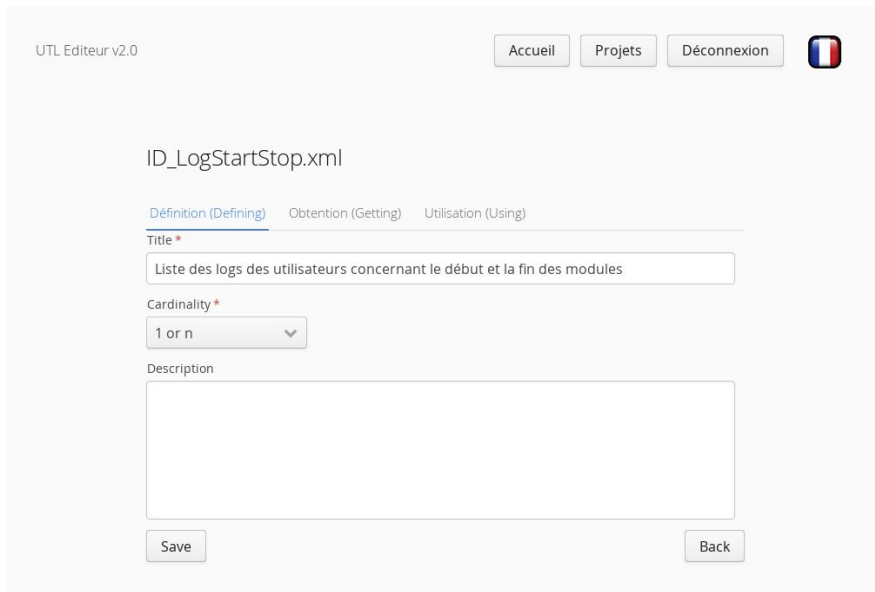 UTL Editeur v2.0
Accueil Projets Déconnexion
ID_LogStartStop.xml
Définition (Defining) Obtention (Getting) Utilisation (Using)
Title *
Liste des logs des utilisateurs concernant le début et la fin des modules
Cardinality *
1 or n
Description
Save Back